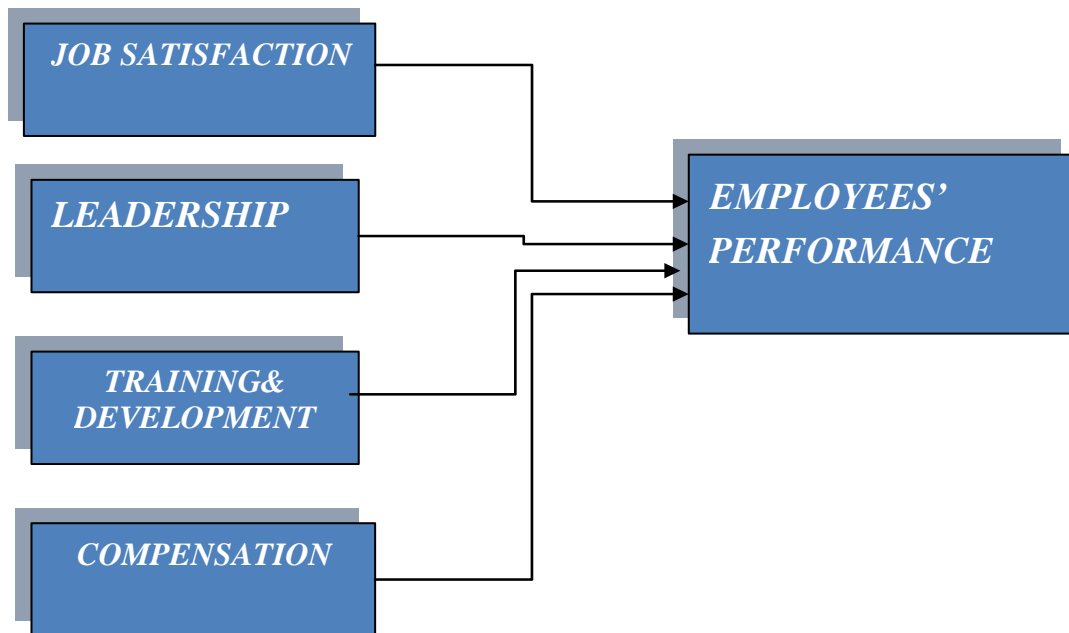 JOB SATISFACTION
LEADERSHIP
TRAINING&
DEVELOPMENT
COMPENSATION
EMPLOYEES’
PERFORMANCE